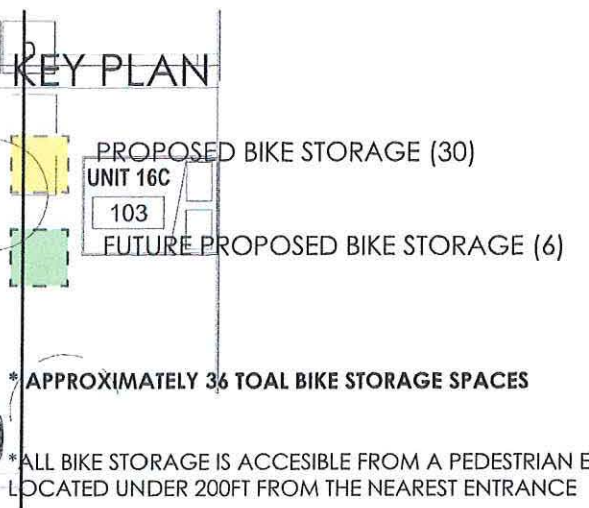 KEY PLAN
PROPOSED BIKE STORAGE (30)
UNIT 16C
103
FUTURE PROPOSED BIKE STORAGE (6)
* APPROXIMATELY 36 TOAL BIKE STORAGE SPACES
*ALL BIKE STORAGE IS ACCESIBLE FROM A PEDESTRIAN E
LOCATED UNDER 200FT FROM THE NEAREST ENTRANCE